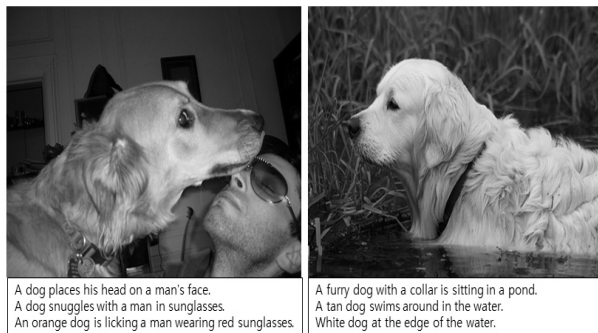 A dog places his head on a man's face.
A dog snuggles with a man in sunglasses.
An orange dog is licking a man wearing red sunglasses.
A furry dog with a collar is sitting in a pond.
A tan dog swims around in the water.
White dog at the edge of the water.